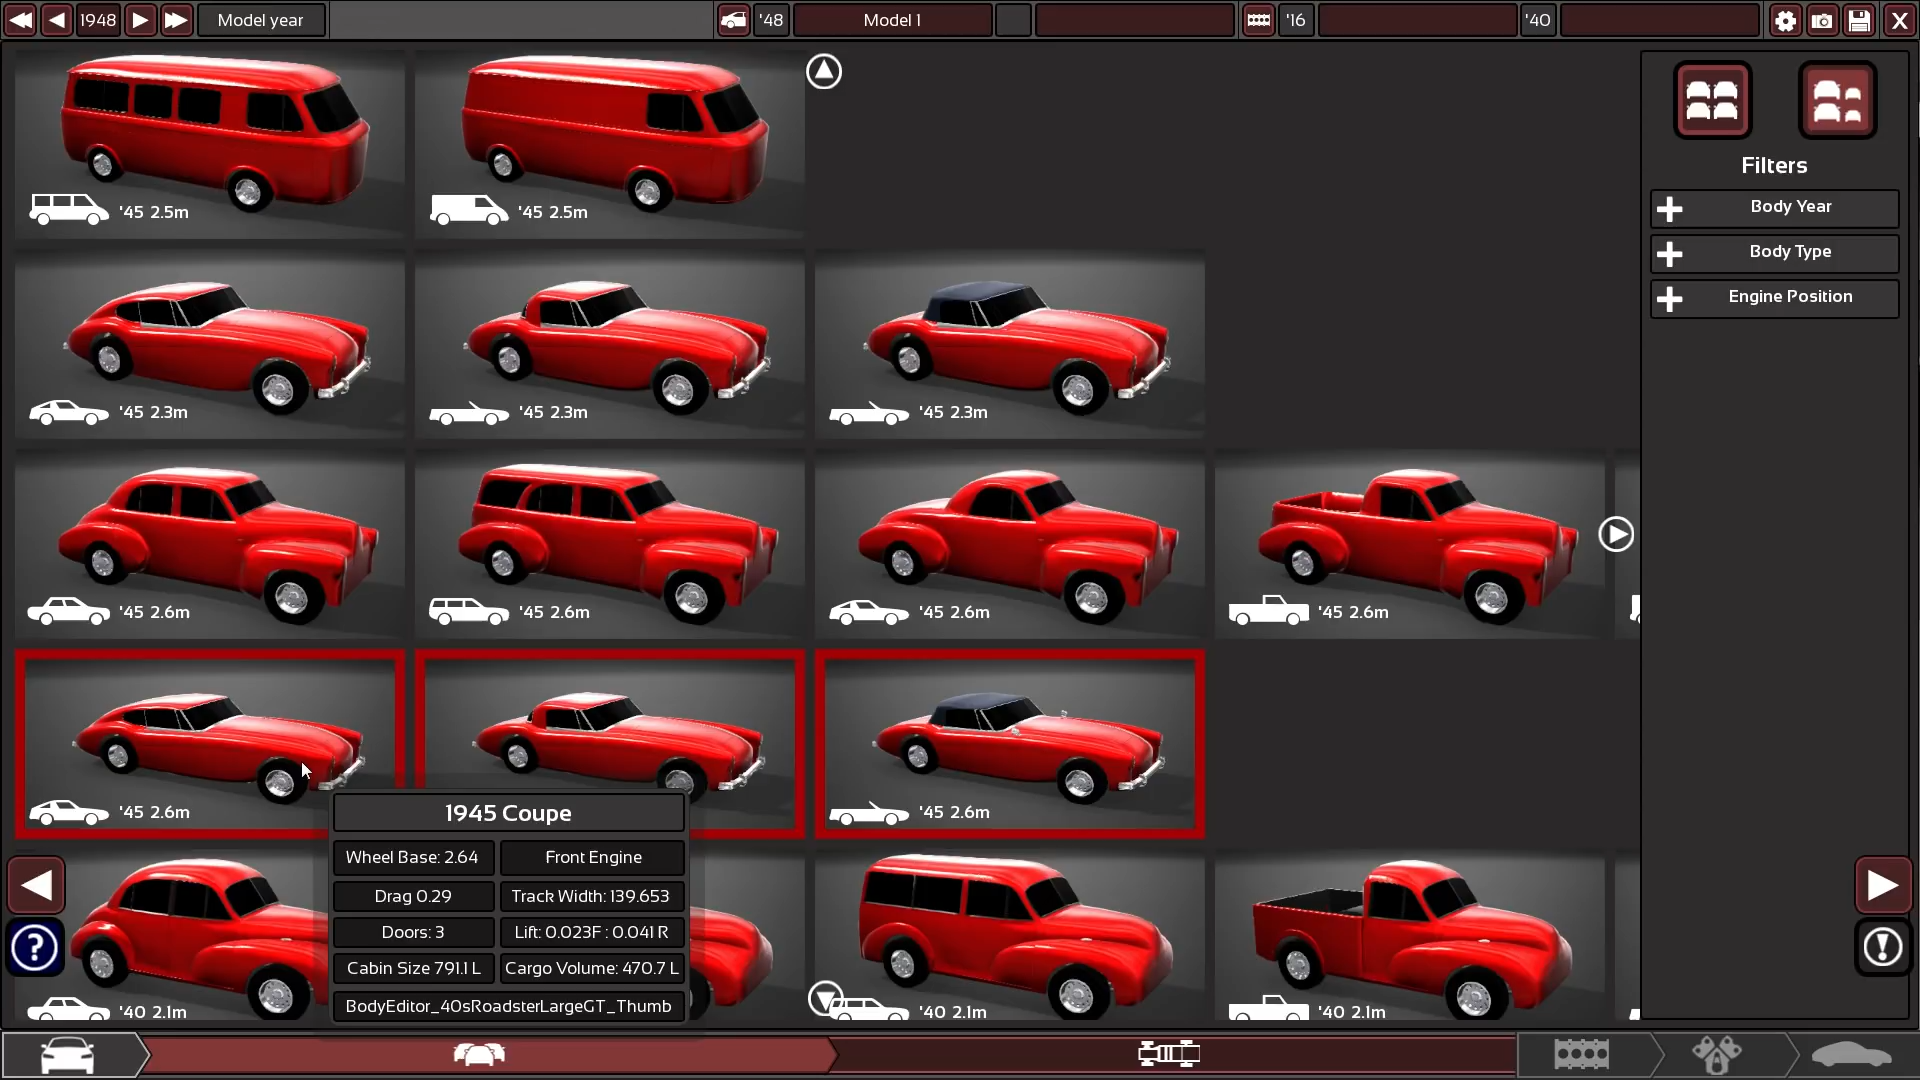 1948
Model year
'48
Model 1
'16
'40
'45 2.5m
'45 2.5m
Filters
Body Year
Body Type
Engine Position
'45 2.3m
'45 2.3m
'45 2.3m
'45 2.6m
'45 2.6m
'45 2.6m
'45 2.6m
'45 2.6m
'45 2.6m
1945 Coupe
Wheel Base: 2.64
Front Engine
Drag 0.29
Track Width: 139.653
Doors: 3
Lift: 0.023F : 0.041 R
Cabin Size 791.1 L
Cargo Volume: 470.7 L
BodyEditor_40sRoadsterLargeGT_Thumb
'40 2.1m
'40 2.1m
'40 2.1m